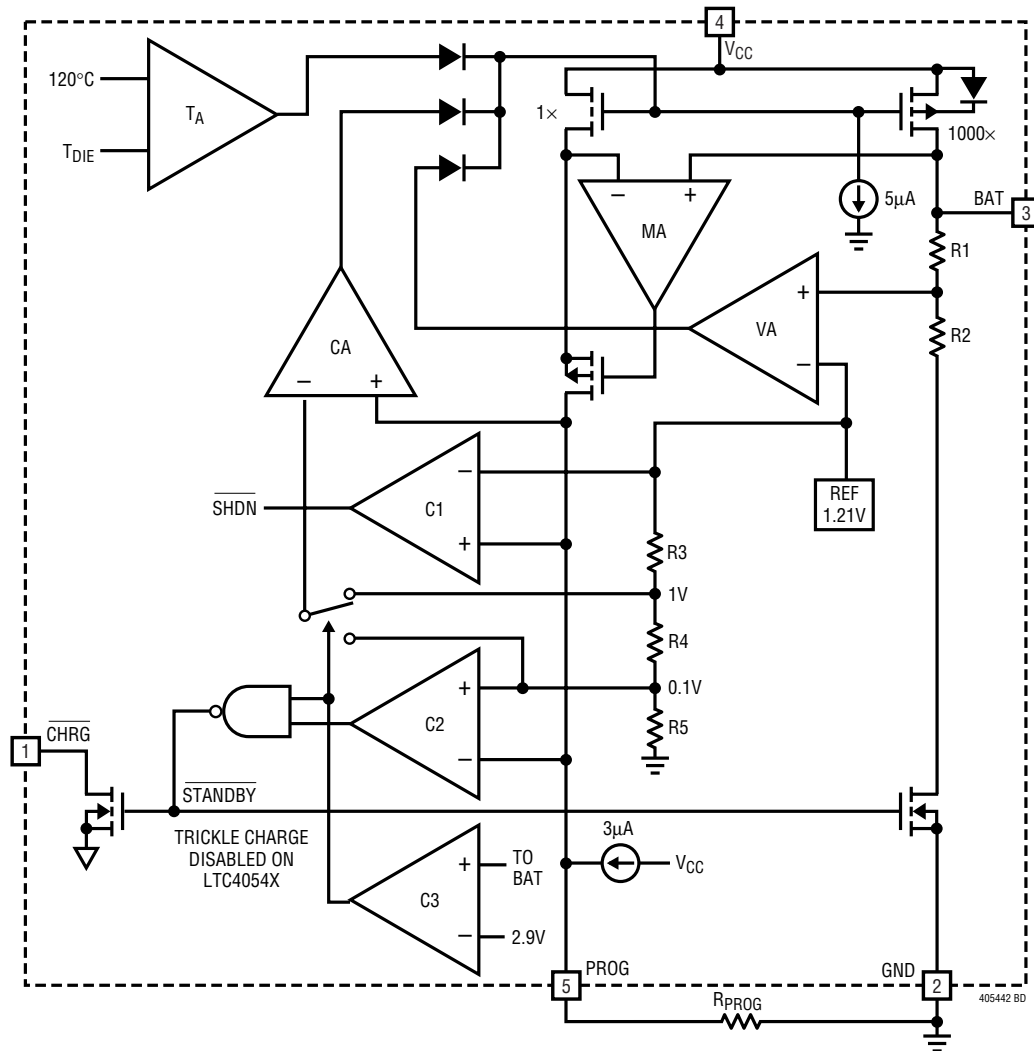 4
VCC
120°C
TA
TDIE
1×
1000×
–
+
MA
5µA
BAT
3
R1
+
VA
–
R2
CA
–
+
REF
1.21V
–
C1
+
SHDN
R3
1V
R4
0.1V
R5
+
C2
–
CHRG
1
STANDBY
TRICKLE CHARGE
DISABLED ON
LTC4054X
3µA
VCC
+
C3
–
TO
BAT
2.9V
PROG
5
GND
2
RPROG
405442 BD